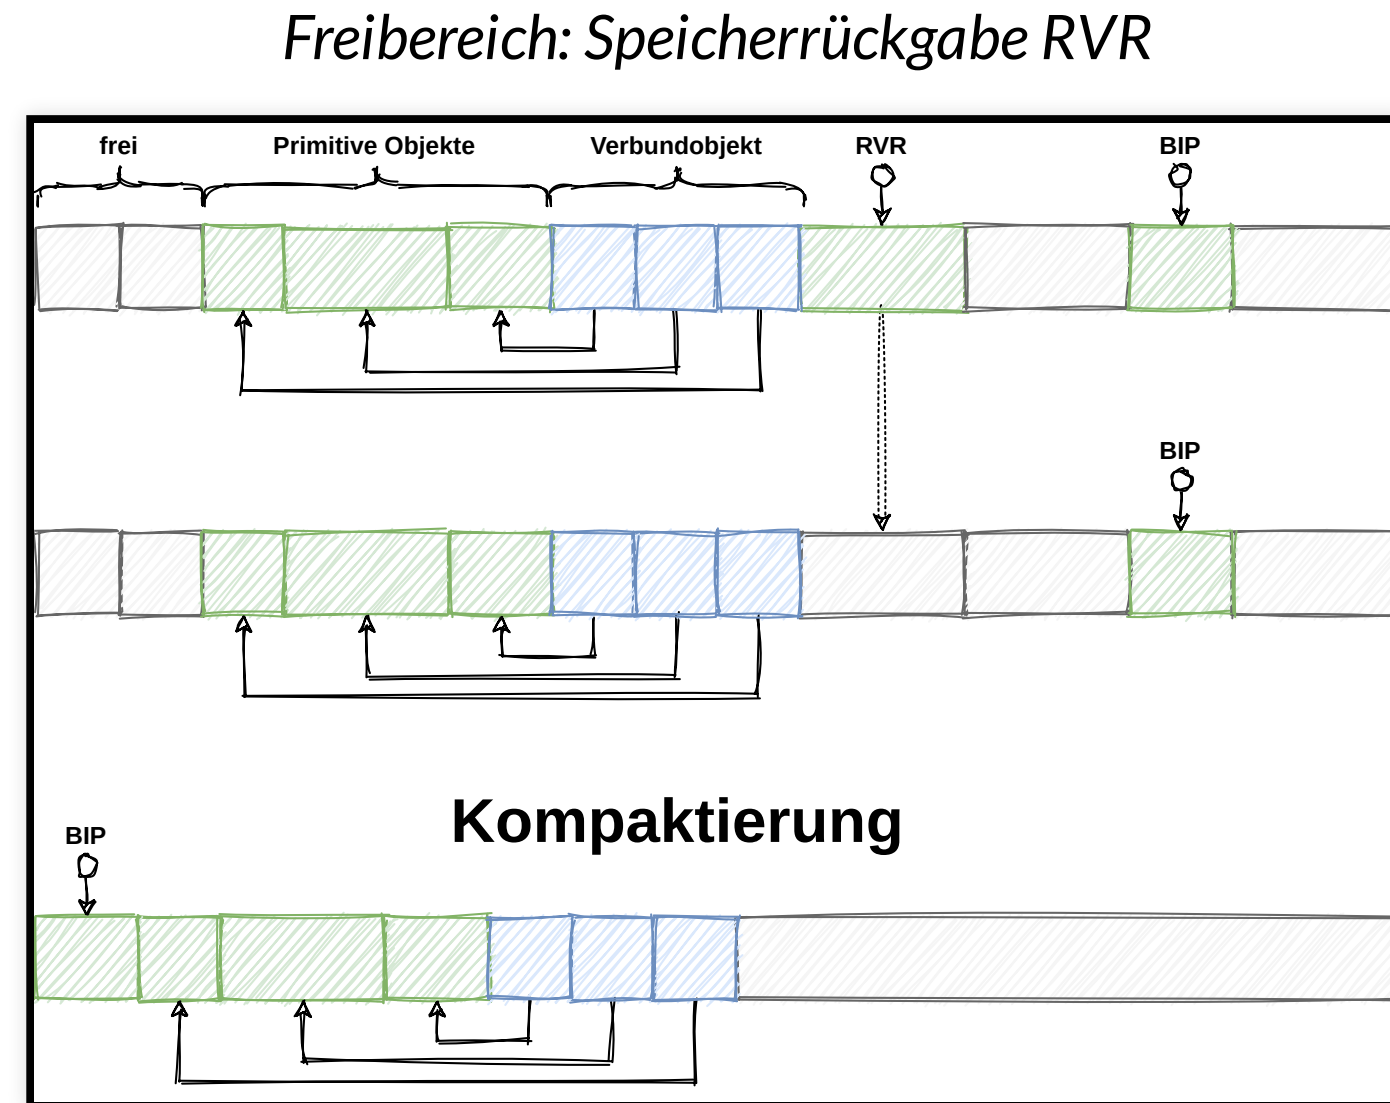 Freibereich: Speicherrückgabe RVR
frei Primitive Objekte Verbundobjekt RVR BIP
BIP
Kompaktierung
BIP